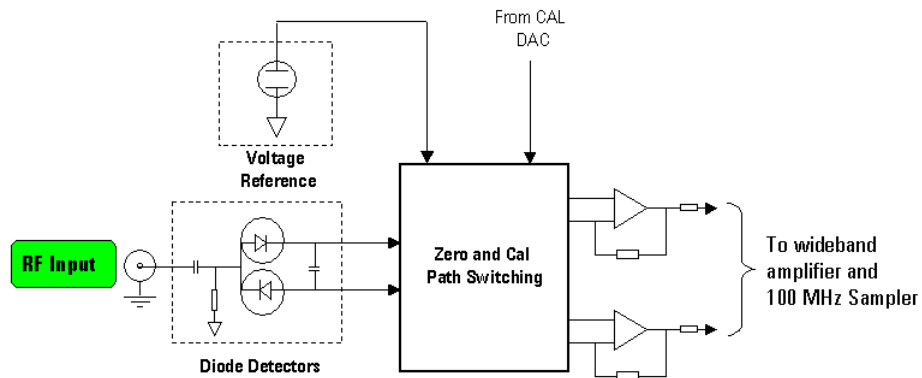 From CAL
DAC
Voltage
Reference
RF Input
Zero and Cal
Path Switching
To wideband
amplifier and
100 MHz Sampler
Diode Detectors